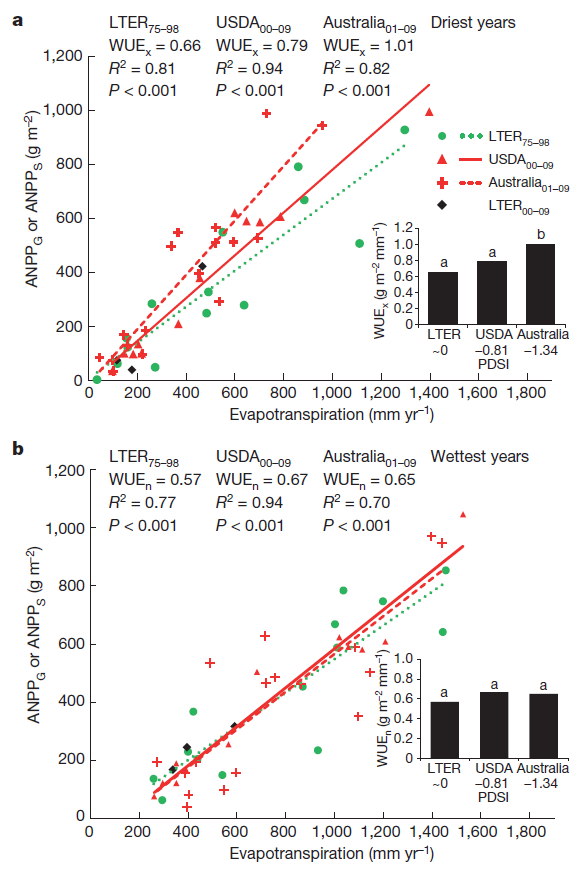 a
LTER75–98 USDA00–09 Australia01–09 Driest years
WUEx = 0.66 WUEx = 0.79 WUEx = 1.01
R2 = 0.81 R2 = 0.94 R2 = 0.82
P < 0.001 P < 0.001 P < 0.001
ANPPG or ANPPS (g m–2)
1,200
1,000
800
600
400
200
0
0 200 400 600 800 1,000 1,200 1,400 1,600 1,800
Evapotranspiration (mm yr–1)
LTER75–98
USDA00–09
Australia01–09
LTER00–09
WUEx (g m–2 mm–1)
1.2
1.0
0.8
0.6
0.4
0.2
0
a a b
LTER USDA Australia
~0 –0.81 –1.34
PDSI
b
LTER75–98 USDA00–09 Australia01–09 Wettest years
WUEn = 0.57 WUEn = 0.67 WUEn = 0.65
R2 = 0.77 R2 = 0.94 R2 = 0.70
P < 0.001 P < 0.001 P < 0.001
ANPPG or ANPPS (g m–2)
1,200
1,000
800
600
400
200
0
0 200 400 600 800 1,000 1,200 1,400 1,600 1,800
Evapotranspiration (mm yr–1)
WUEn (g m–2 mm–1)
1.0
0.8
0.6
0.4
0.2
0
a a a
LTER USDA Australia
~0 –0.81 –1.34
PDSI